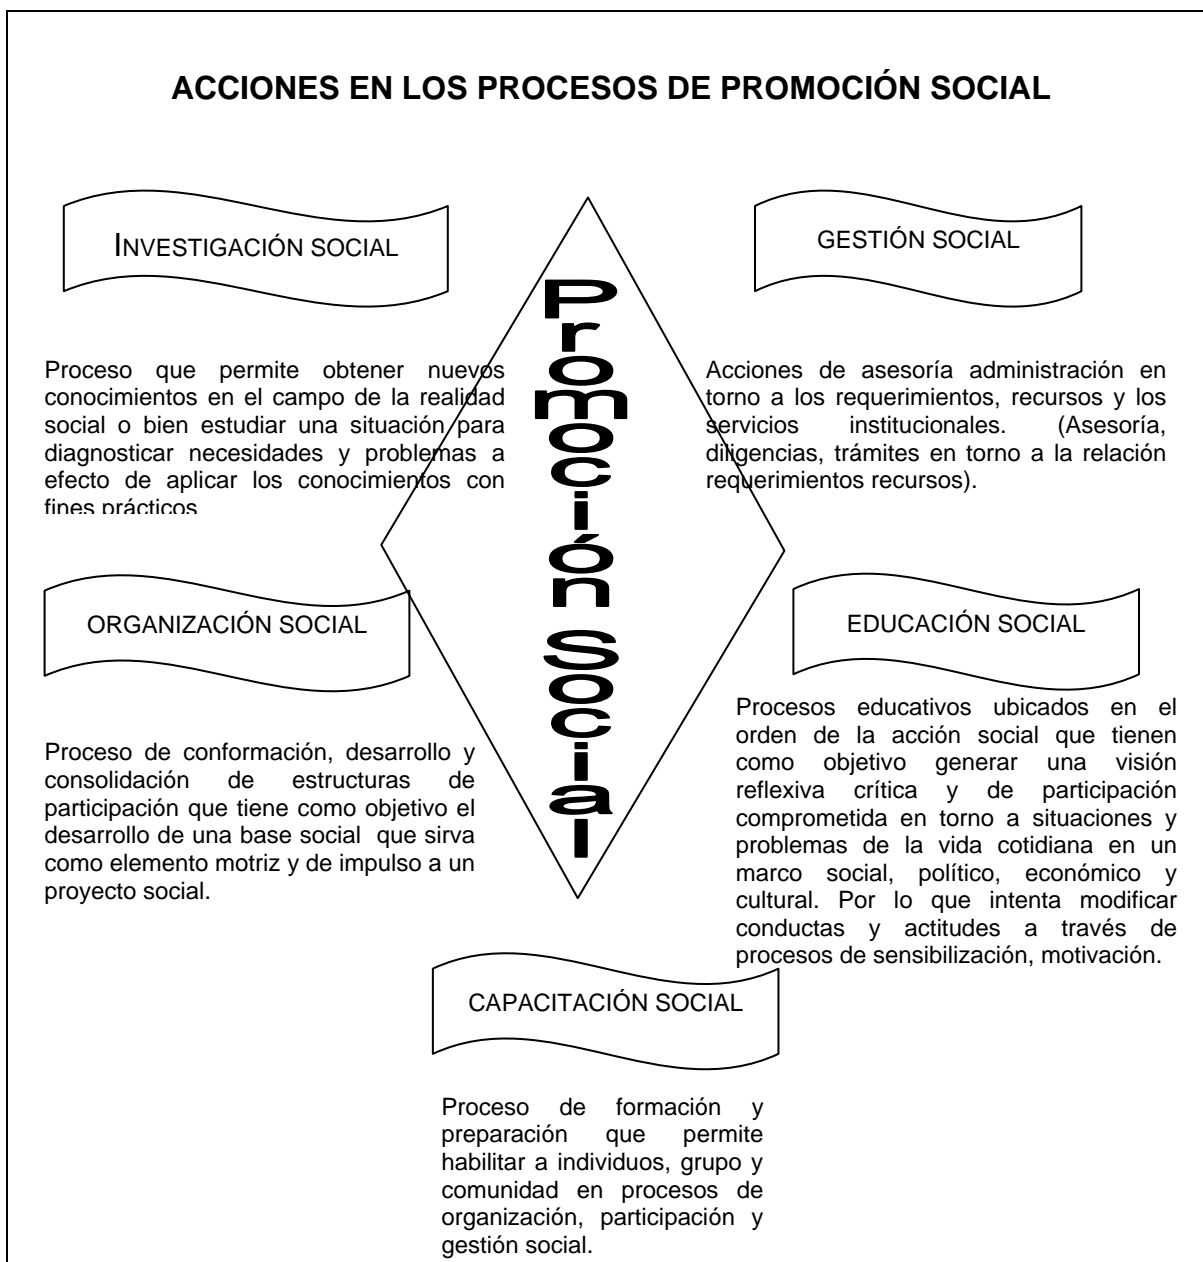 ACCIONES EN LOS PROCESOS DE PROMOCIÓN SOCIAL
INVESTIGACIÓN SOCIAL
Proceso que permite obtener nuevos
conocimientos en el campo de la realidad
social o bien estudiar una situación para
diagnosticar necesidades y problemas a
efecto de aplicar los conocimientos con
fines prácticos
GESTIÓN SOCIAL
Acciones de asesoría administración en
torno a los requerimientos, recursos y los
servicios institucionales. (Asesoría,
diligencias, trámites en torno a la relación
requerimientos recursos).
Promoción Social
ORGANIZACIÓN SOCIAL
Proceso de conformación, desarrollo y
consolidación de estructuras de
participación que tiene como objetivo el
desarrollo de una base social que sirva
como elemento motriz y de impulso a un
proyecto social.
EDUCACIÓN SOCIAL
Procesos educativos ubicados en el
orden de la acción social que tienen
como objetivo generar una visión
reflexiva crítica y de participación
comprometida en torno a situaciones y
problemas de la vida cotidiana en un
marco social, político, económico y
cultural. Por lo que intenta modificar
conductas y actitudes a través de
procesos de sensibilización, motivación.
CAPACITACIÓN SOCIAL
Proceso de formación y
preparación que permite
habilitar a individuos, grupo y
comunidad en procesos de
organización, participación y
gestión social.